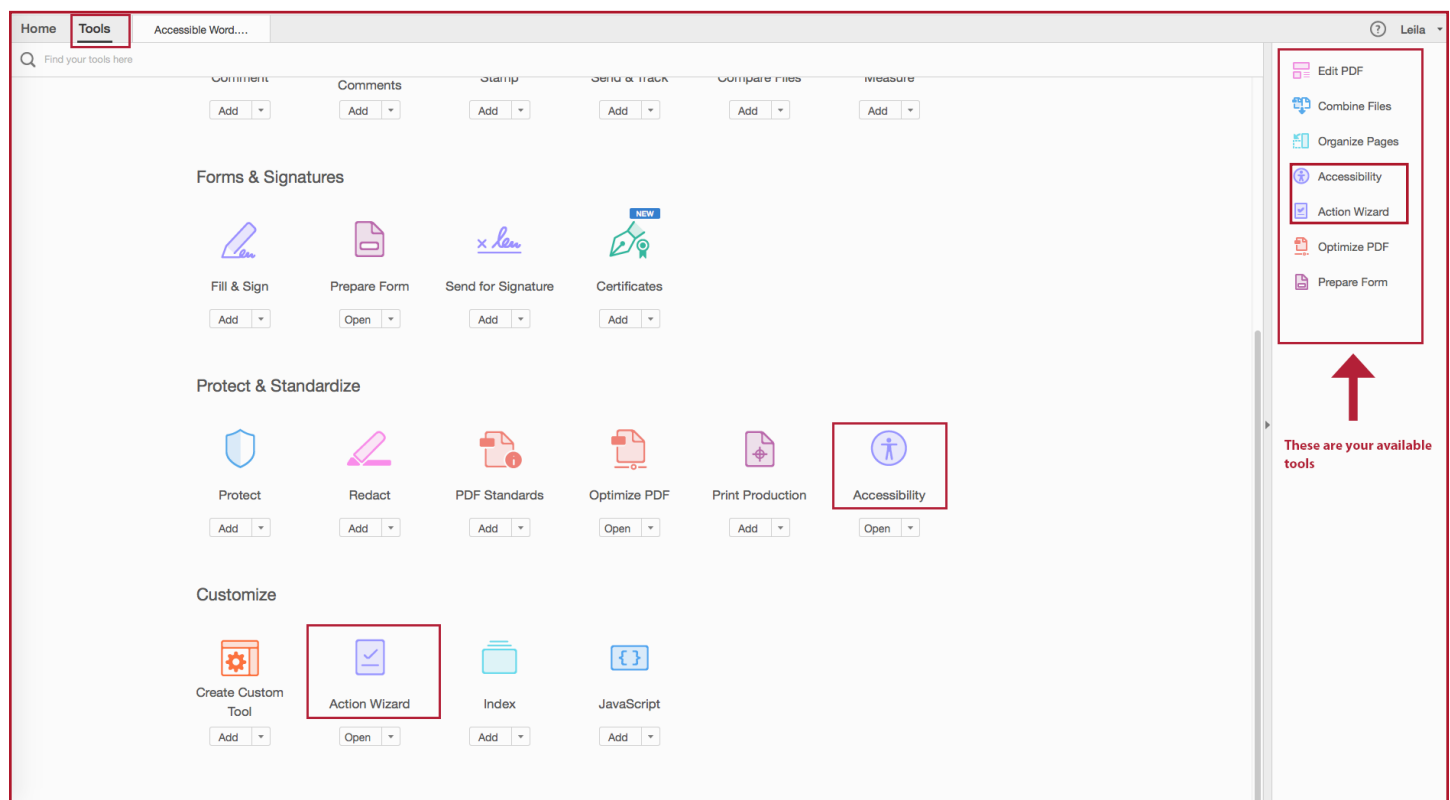 Home Tools Accessible Word.... ? Leila
Find your tools here
Comment Comments Stamp Send & Track Compare Files Measure
Add Add Add Add Add Add
Forms & Signatures
NEW
Fill & Sign Prepare Form Send for Signature Certificates
Add Open Add Add
Protect & Standardize
Protect Redact PDF Standards Optimize PDF Print Production Accessibility
Add Add Add Open Add Open
Customize
Create Custom
Tool
Action Wizard Index JavaScript
Add Open Add Add
Edit PDF
Combine Files
Organize Pages
Accessibility
Action Wizard
Optimize PDF
Prepare Form
These are your available
tools